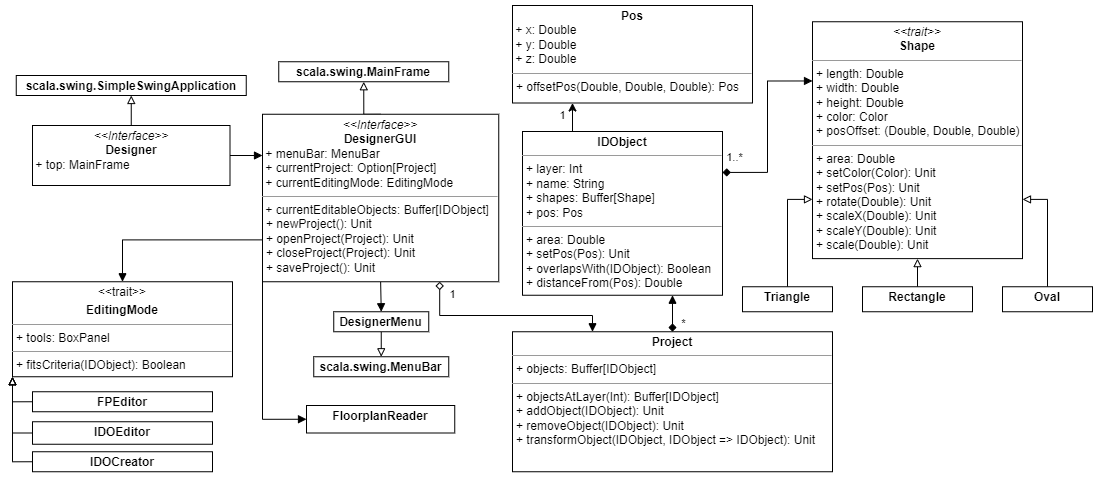 scala.swing.SimpleSwingApplication
<<Interface>>
Designer
+ top: MainFrame
scala.swing.MainFrame
<<Interface>>
DesignerGUI
+ menuBar: MenuBar
+ currentProject: Option[Project]
+ currentEditingMode: EditingMode
+ currentEditableObjects: Buffer[IDObject]
+ newProject(): Unit
+ openProject(Project): Unit
+ closeProject(Project): Unit
+ saveProject(): Unit
1
<<trait>>
EditingMode
+ tools: BoxPanel
+ fitsCriteria(IDObject): Boolean
FPEditor
IDOEditor
IDOCreator
DesignerMenu
scala.swing.MenuBar
FloorplanReader
Pos
+ x: Double
+ y: Double
+ z: Double
+ offsetPos(Double, Double, Double): Pos
1
IDObject
+ layer: Int
+ name: String
+ shapes: Buffer[Shape]
+ pos: Pos
+ area: Double
+ setPos(Pos): Unit
+ overlapsWith(IDObject): Boolean
+ distanceFrom(Pos): Double
1..*
*
Project
+ objects: Buffer[IDObject]
+ objectsAtLayer(Int): Buffer[IDObject]
+ addObject(IDObject): Unit
+ removeObject(IDObject): Unit
+ transformObject(IDObject, IDObject => IDObject): Unit
<<trait>>
Shape
+ length: Double
+ width: Double
+ height: Double
+ color: Color
+ posOffset: (Double, Double, Double)
+ area: Double
+ setColor(Color): Unit
+ setPos(Pos): Unit
+ rotate(Double): Unit
+ scaleX(Double): Unit
+ scaleY(Double): Unit
+ scale(Double): Unit
Triangle
Rectangle
Oval